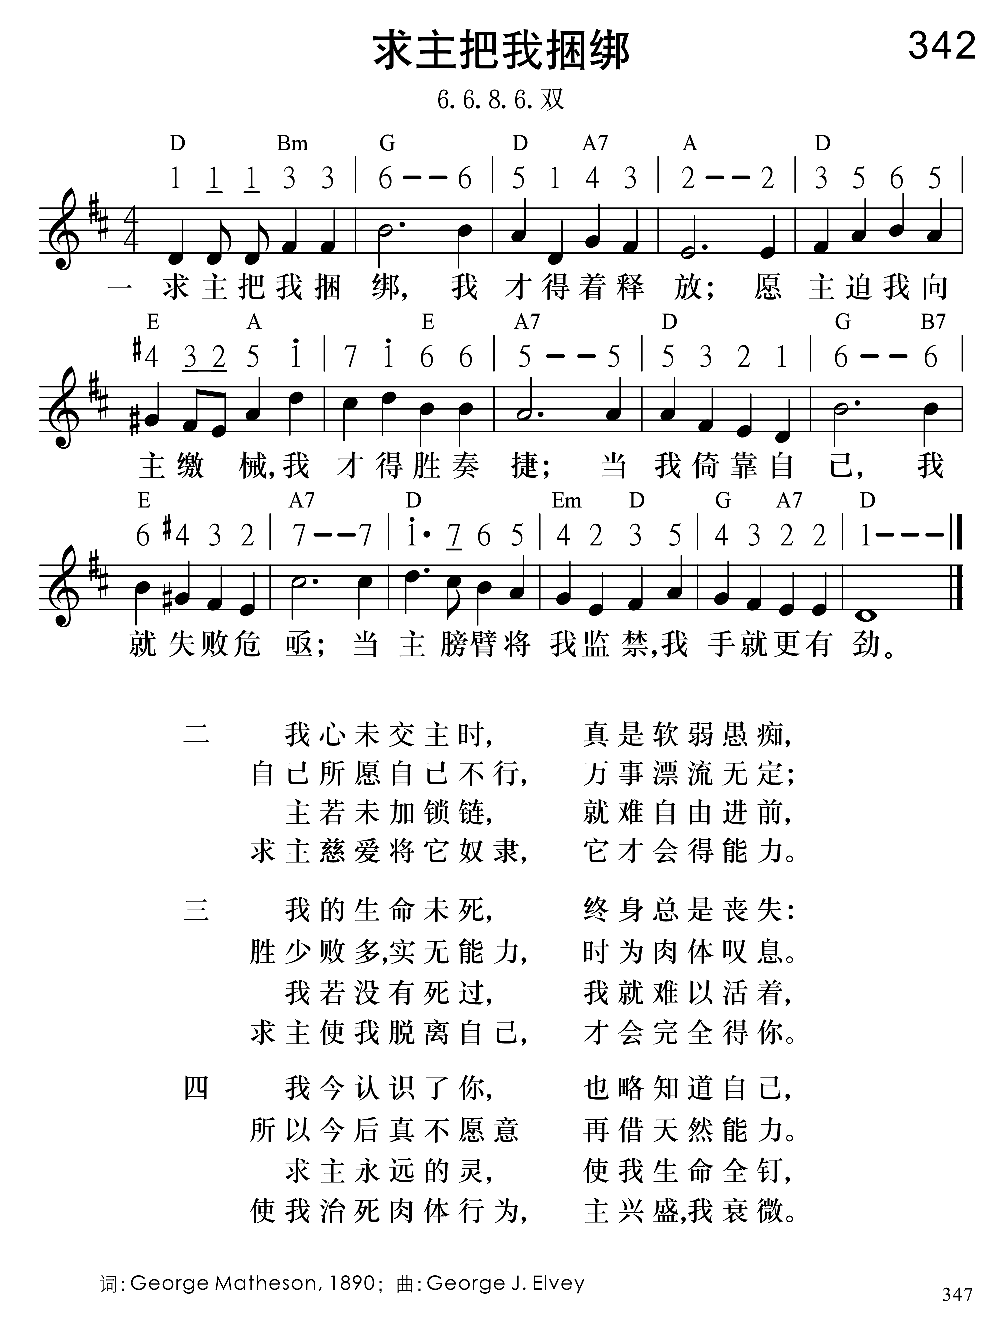 求主把我捆绑 342
6.6.8.6.双
D Bm G D A7 A D
1 1 1 3 3 | 6 - - 6 | 5 1 4 3 | 2 - - 2 | 3 5 6 5 |
4
4
一 求主把我捆 绑，我 才得着释 放；愿 主迫我向
E A E A7 D G B7
#4 3 2 5 i | 7 i 6 6 | 5 - - 5 | 5 3 2 1 | 6 - - 6 |
主缴 械,我 才得胜奏 捷；当 我倚靠自 己，我
E A7 D Em D G A7 D
6 #4 3 2 | 7 - - 7 | i· 7 6 5 | 4 2 3 5 | 4 3 2 2 | 1 - - - ‖
就失败危 亟；当 主膀臂将 我监禁,我 手就更有 劲。
二 我心未交主时， 真是软弱愚痴，
自己所愿自己不行， 万事漂流无定；
主若未加锁链， 就难自由进前，
求主慈爱将它奴隶， 它才会得能力。
三 我的生命未死， 终身总是丧失：
胜少败多,实无能力， 时为肉体叹息。
我若没有死过， 我就难以活着，
求主使我脱离自己， 才会完全得你。
四 我今认识了你， 也略知道自己，
所以今后真不愿意 再借天然能力。
求主永远的灵， 使我生命全钉，
使我治死肉体行为， 主兴盛,我衰微。
词：George Matheson, 1890；曲：George J. Elvey
347